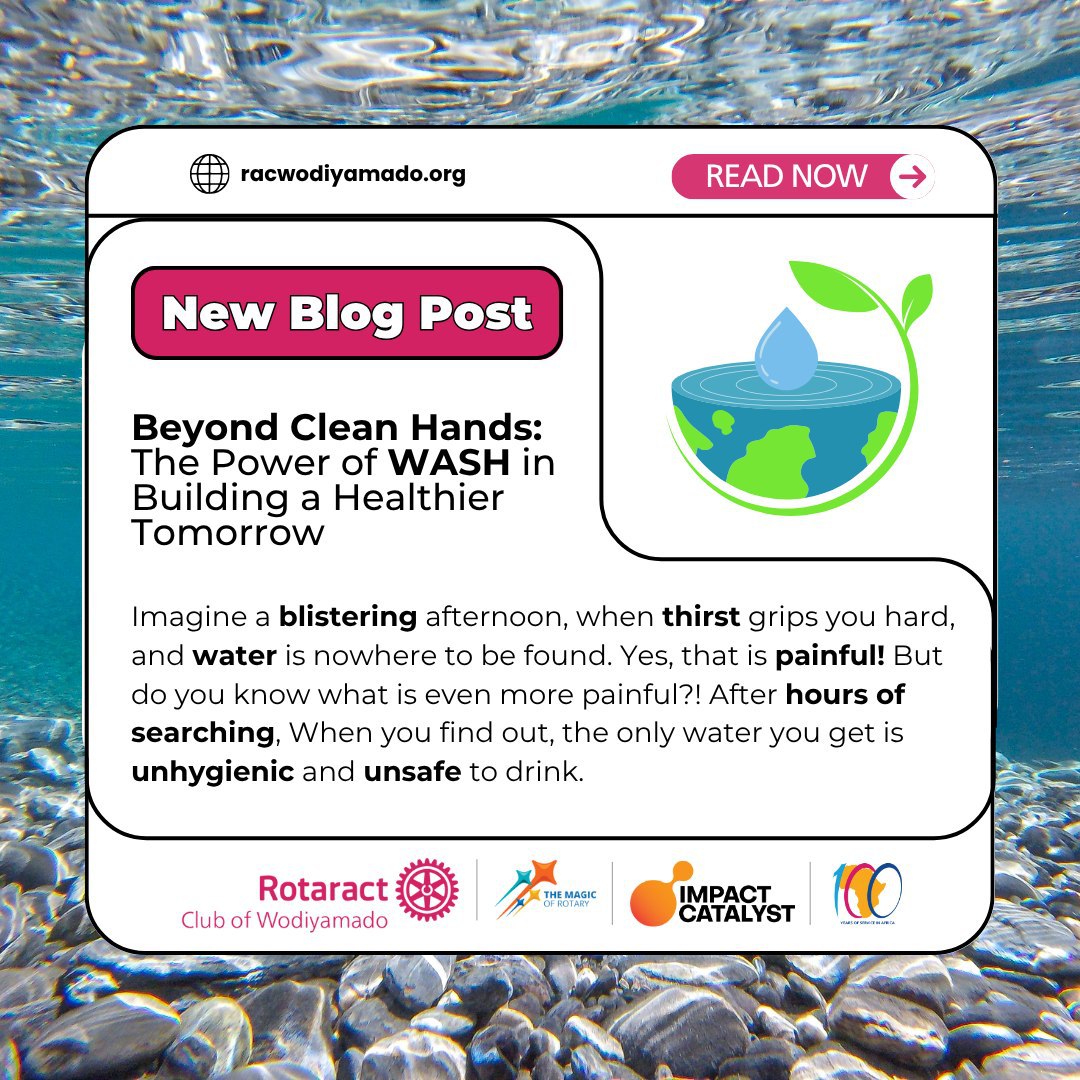 racwodiyamado.org
READ NOW
New Blog Post
Beyond Clean Hands:
The Power of WASH in
Building a Healthier
Tomorrow
Imagine a blistering afternoon, when thirst grips you hard,
and water is nowhere to be found. Yes, that is painful! But
do you know what is even more painful?! After hours of
searching, When you find out, the only water you get is
unhygienic and unsafe to drink.
Rotaract
Club of Wodiyamado
THE MAGIC
OF ROTARY
IMPACT
CATALYST
100
YEARS OF SERVICE IN AFRICA